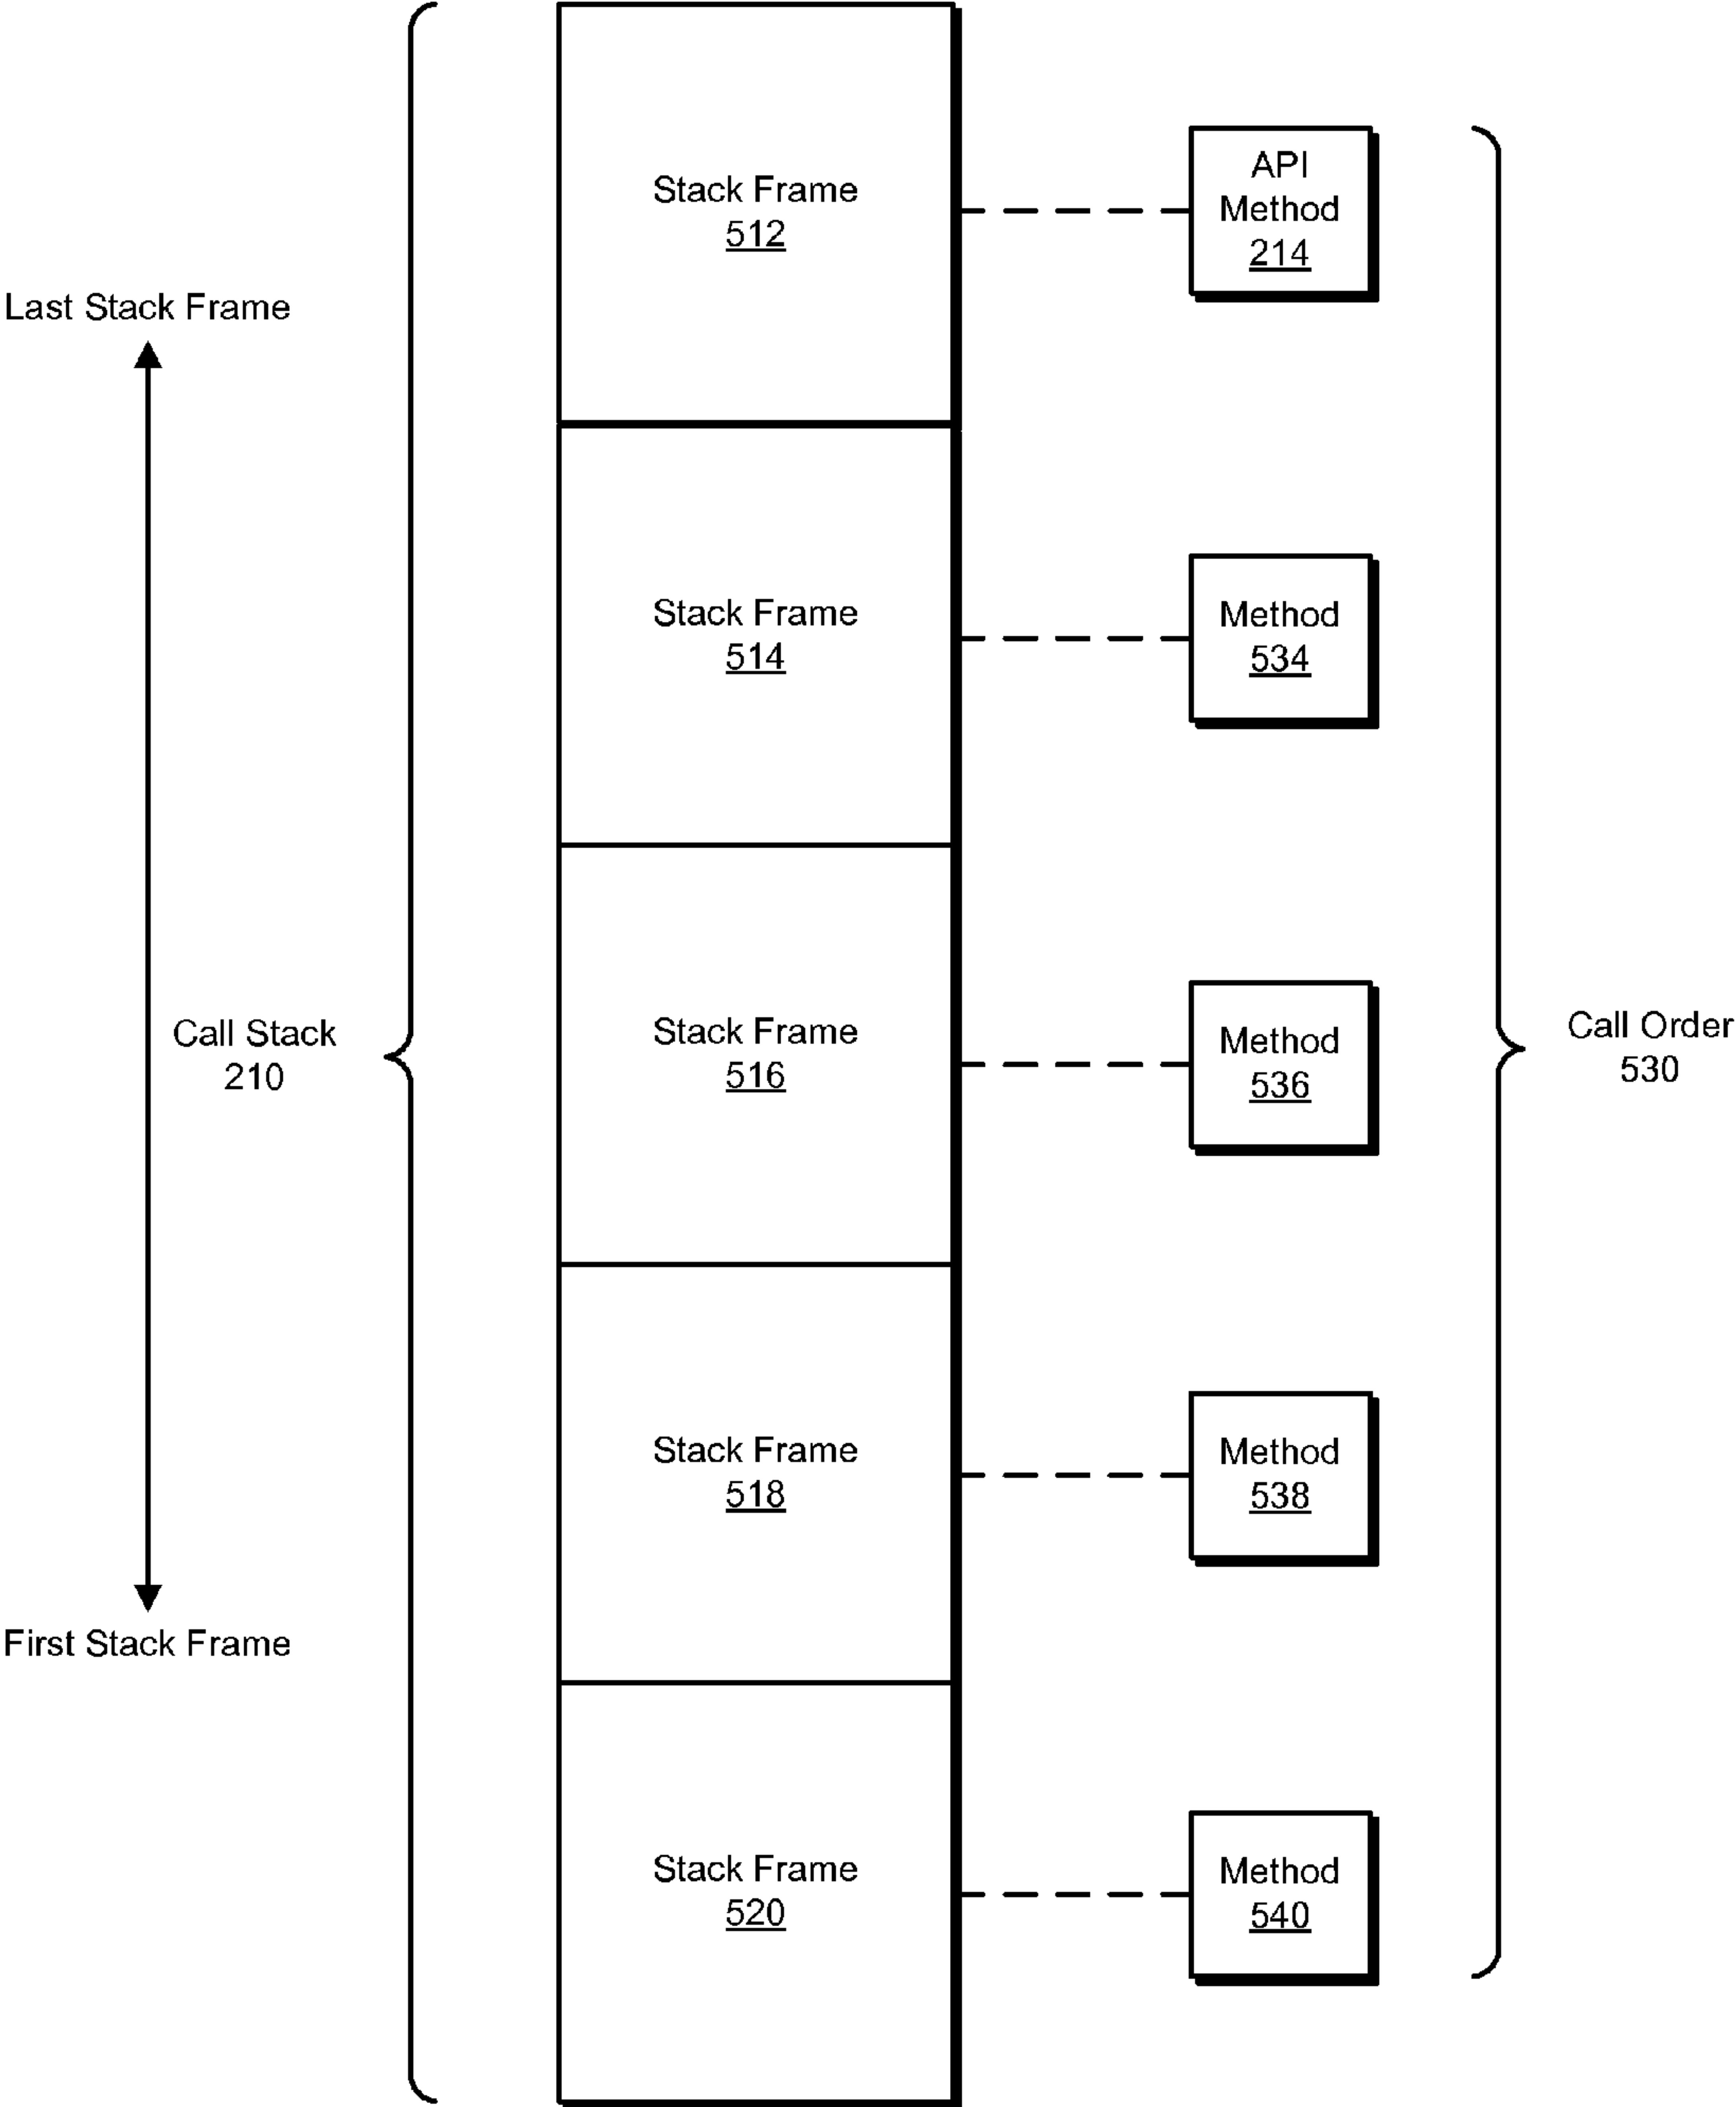 Stack Frame
512
API
Method
214
Last Stack Frame
Stack Frame
514
Method
534
Call Stack
210
Stack Frame
516
Method
536
Call Order
530
Stack Frame
518
Method
538
First Stack Frame
Stack Frame
520
Method
540